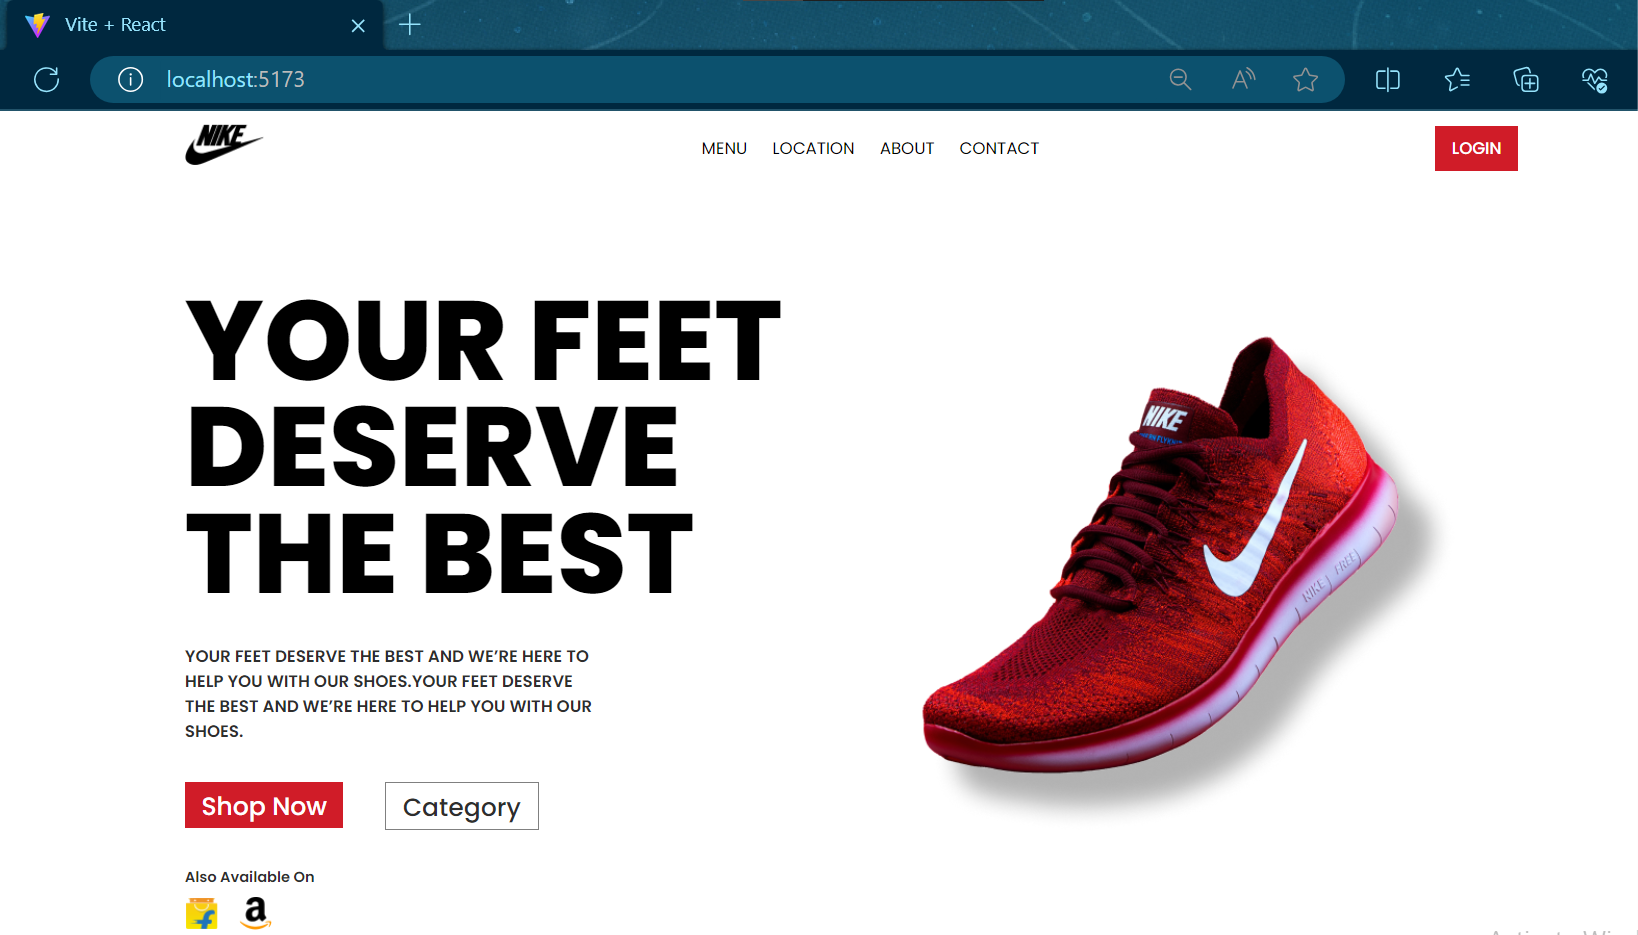 Vite + React
localhost:5173
NIKE
MENU LOCATION ABOUT CONTACT
LOGIN
YOUR FEET
DESERVE
THE BEST
NIKE
NIKE FREE
YOUR FEET DESERVE THE BEST AND WE’RE HERE TO
HELP YOU WITH OUR SHOES.YOUR FEET DESERVE
THE BEST AND WE’RE HERE TO HELP YOU WITH OUR
SHOES.
Shop Now Category
Also Available On
f a